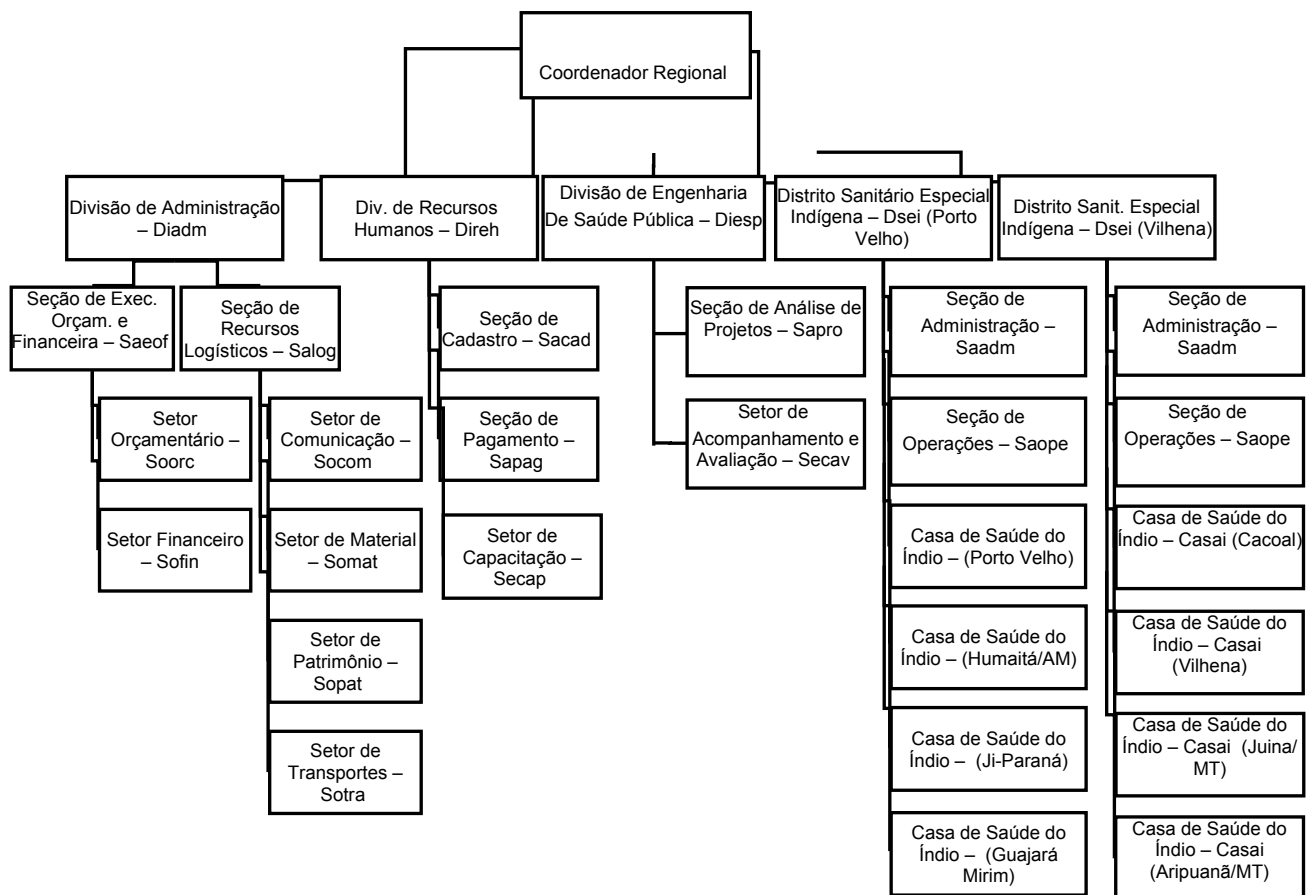 Coordenador Regional
Divisão de Administração
– Diadm
Div. de Recursos
Humanos – Direh
Divisão de Engenharia
De Saúde Pública – Diesp
Distrito Sanitário Especial
Indígena – Dsei (Porto
Velho)
Distrito Sanit. Especial
Indígena – Dsei (Vilhena)
Seção de Exec.
Orçam. e
Financeira – Saeof
Seção de
Recursos
Logísticos – Salog
Seção de
Cadastro – Sacad
Seção de Análise de
Projetos – Sapro
Seção de
Administração –
Saadm
Seção de
Administração –
Saadm
Setor
Orçamentário –
Soorc
Setor de
Comunicação –
Socom
Seção de
Pagamento –
Sapag
Setor de
Acompanhamento e
Avaliação – Secav
Seção de
Operações – Saope
Seção de
Operações – Saope
Setor Financeiro
– Sofin
Setor de Material
– Somat
Setor de
Capacitação –
Secap
Casa de Saúde do
Índio – (Porto Velho)
Casa de Saúde do
Índio – Casai (Cacoal)
Setor de
Patrimônio –
Sopat
Casa de Saúde do
Índio – (Humaitá/AM)
Casa de Saúde do
Índio – Casai
(Vilhena)
Setor de
Transportes –
Sotra
Casa de Saúde do
Índio – (Ji-Paraná)
Casa de Saúde do
Índio – Casai (Juina/
MT)
Casa de Saúde do
Índio – (Guajará
Mirim)
Casa de Saúde do
Índio – Casai
(Aripuanã/MT)